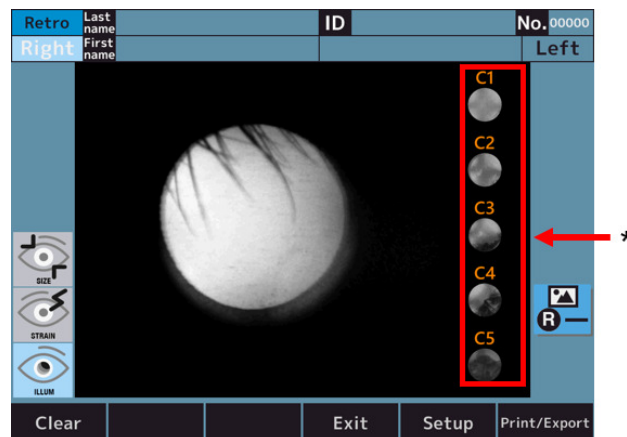 Retro Last name ID No. 00000
Right First name Left
C1
C2
C3
*
C4
C5
SIZE
STRAIN
ILLUM
R
Clear Exit Setup Print/Export